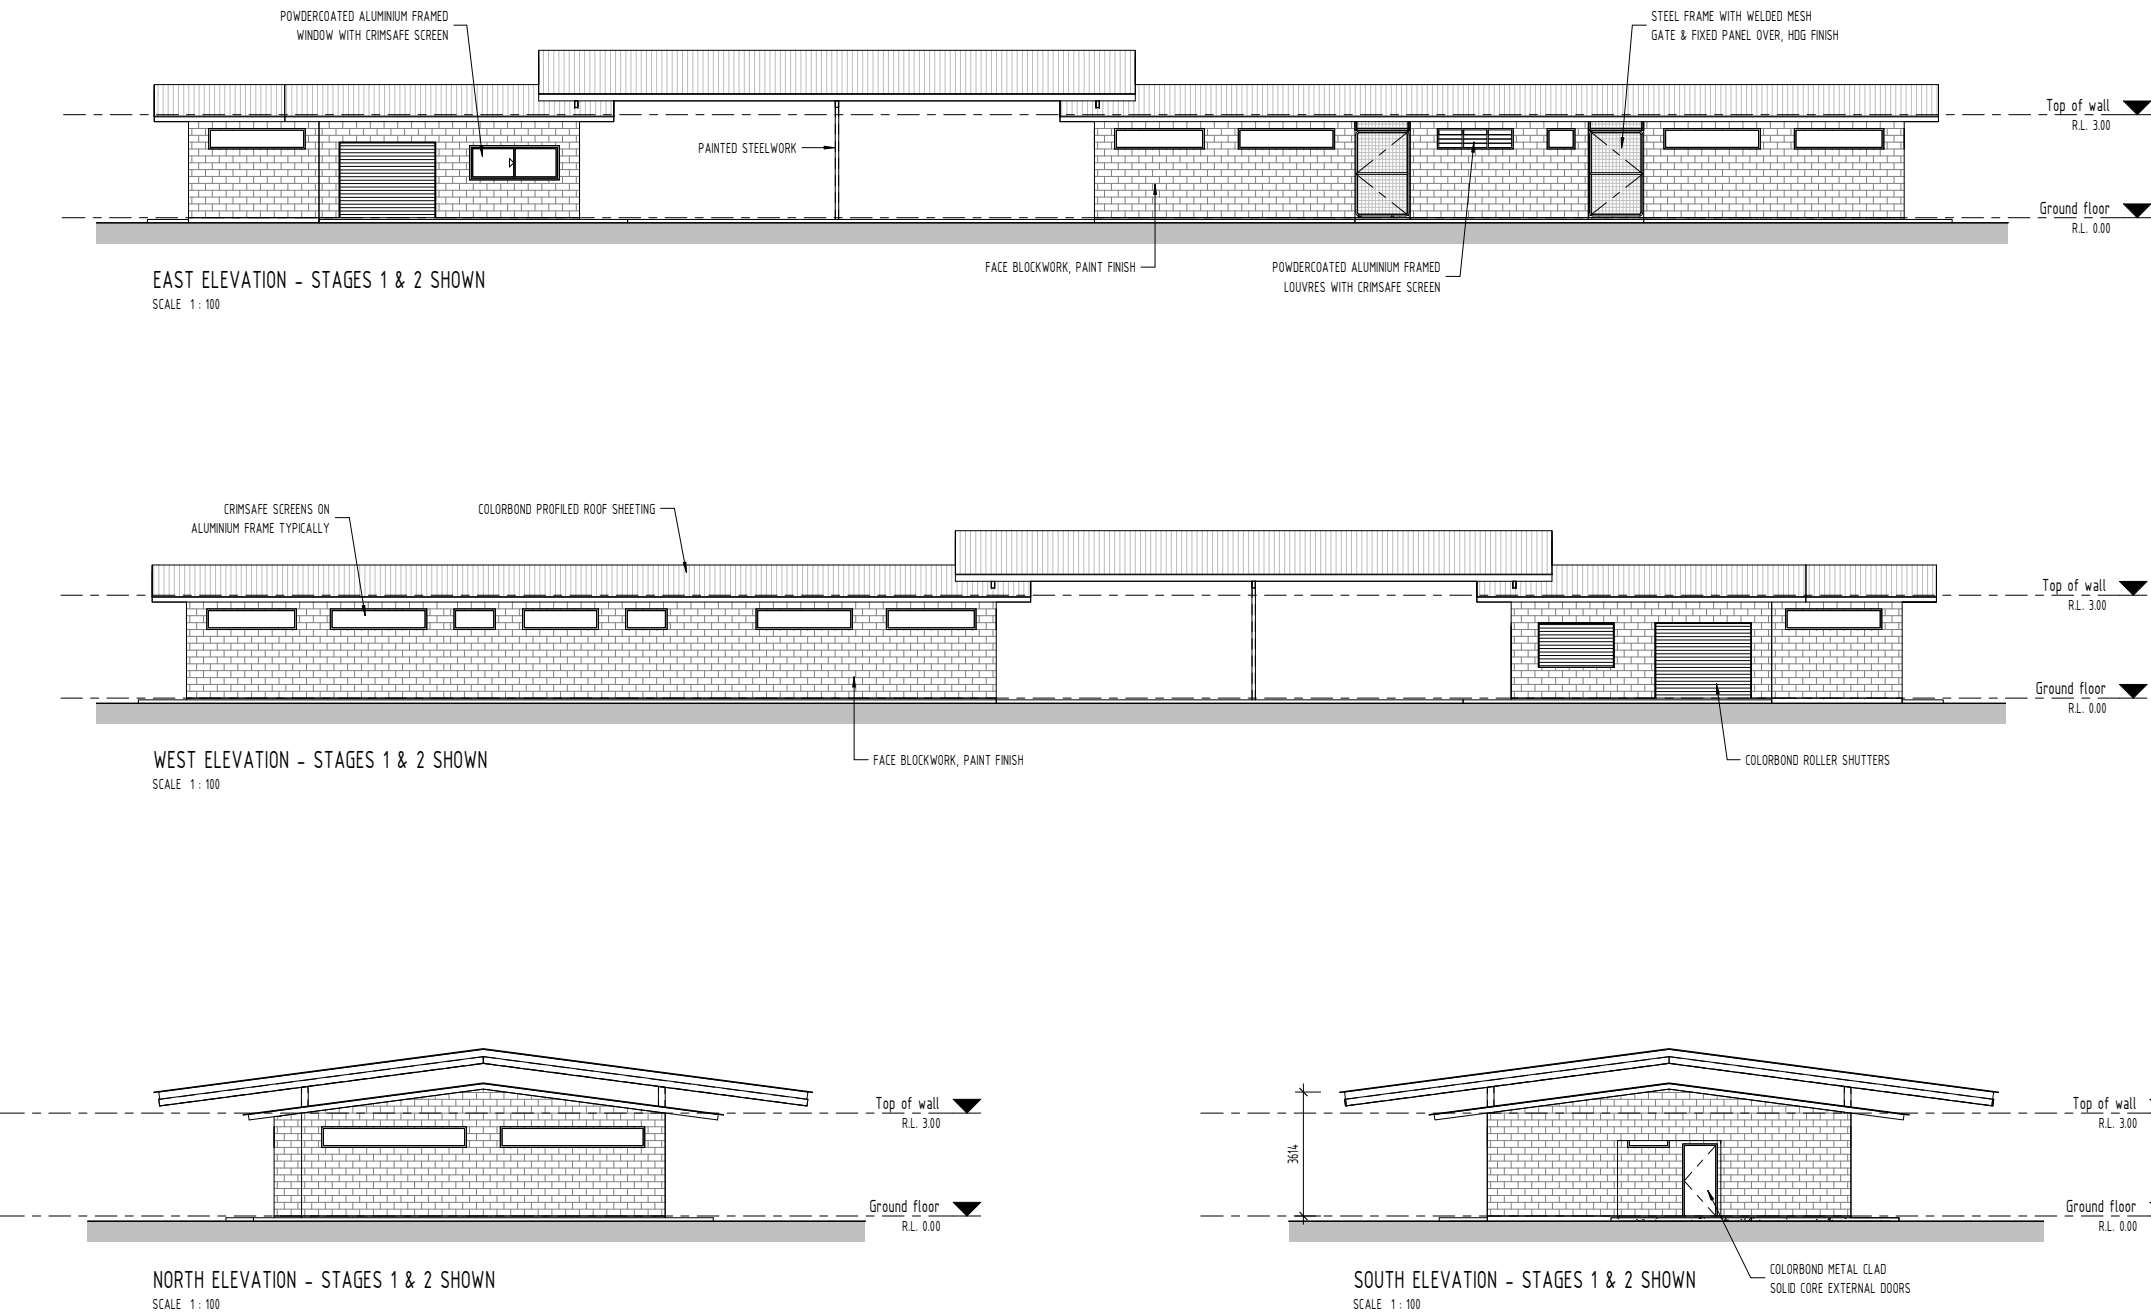 POWDERCOATED ALUMINIUM FRAMED
WINDOW WITH CRIMSAFE SCREEN
STEEL FRAME WITH WELDED MESH
GATE & FIXED PANEL OVER, HDG FINISH
PAINTED STEELWORK
Top of wall
R.L. 3.00
Ground floor
R.L. 0.00
FACE BLOCKWORK, PAINT FINISH
POWDERCOATED ALUMINIUM FRAMED
LOUVRES WITH CRIMSAFE SCREEN
EAST ELEVATION - STAGES 1 & 2 SHOWN
SCALE 1 : 100
CRIMSAFE SCREENS ON
ALUMINIUM FRAME TYPICALLY
COLORBOND PROFILED ROOF SHEETING
Top of wall
R.L. 3.00
Ground floor
R.L. 0.00
WEST ELEVATION - STAGES 1 & 2 SHOWN
SCALE 1 : 100
FACE BLOCKWORK, PAINT FINISH
COLORBOND ROLLER SHUTTERS
Top of wall
R.L. 3.00
Ground floor
R.L. 0.00
NORTH ELEVATION - STAGES 1 & 2 SHOWN
SCALE 1 : 100
3614
Top of wall
R.L. 3.00
Ground floor
R.L. 0.00
COLORBOND METAL CLAD
SOLID CORE EXTERNAL DOORS
SOUTH ELEVATION - STAGES 1 & 2 SHOWN
SCALE 1 : 100